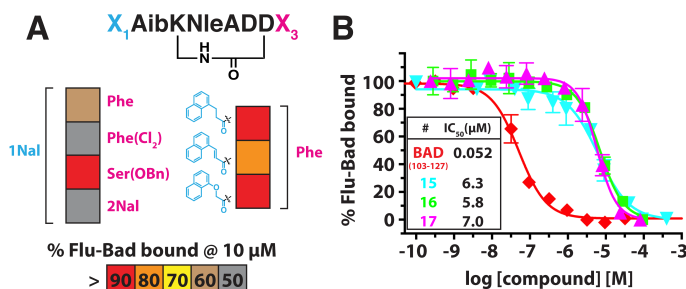 A
X₁AibKNleADDX₃
N
H
O
1Nal
Phe
Phe(Cl₂)
Ser(OBn)
2Nal
O
x
O
x
O
O
x
Phe
% Flu-Bad bound @ 10 µM
> 90 80 70 60 50
B
% Flu-Bad bound
100
80
60
40
20
0
# IC₅₀(µM)
BAD 0.052
(103-127)
15 6.3
16 5.8
17 7.0
-10 -9 -8 -7 -6 -5 -4 -3
log [compound] [M]